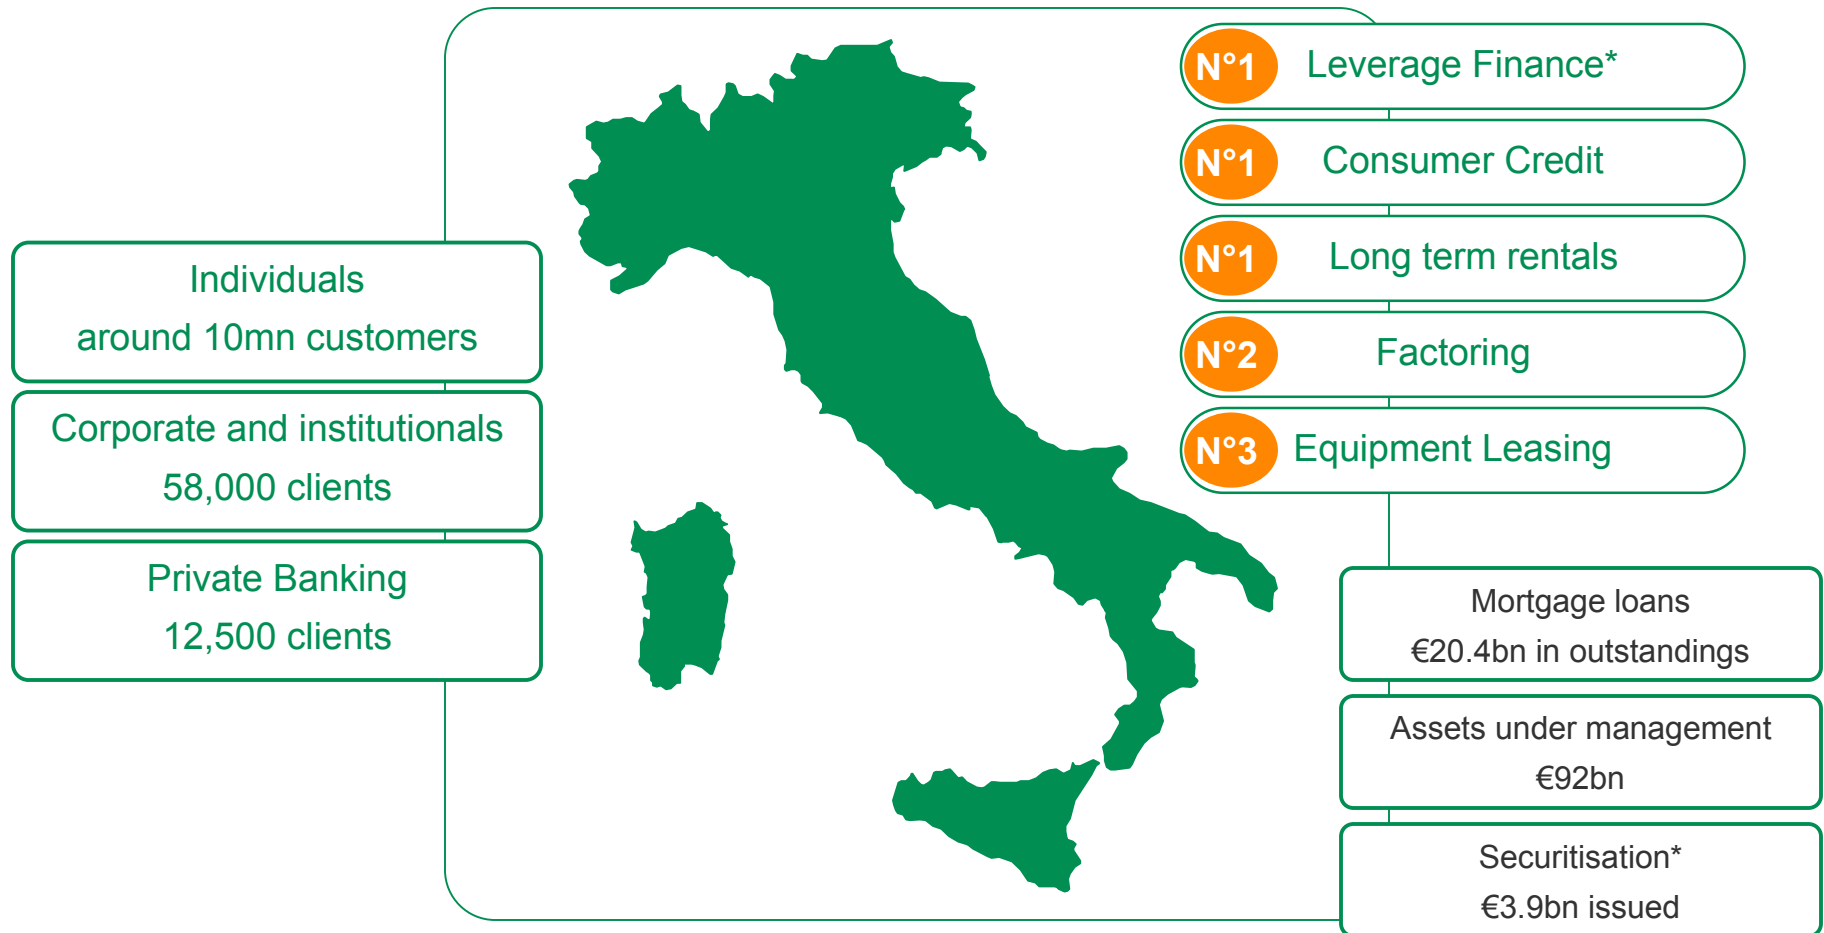 Individuals
around 10mn customers
Corporate and institutionals
58,000 clients
Private Banking
12,500 clients
N°1 Leverage Finance*
N°1 Consumer Credit
N°1 Long term rentals
N°2 Factoring
N°3 Equipment Leasing
Mortgage loans
€20.4bn in outstandings
Assets under management
€92bn
Securitisation*
€3.9bn issued